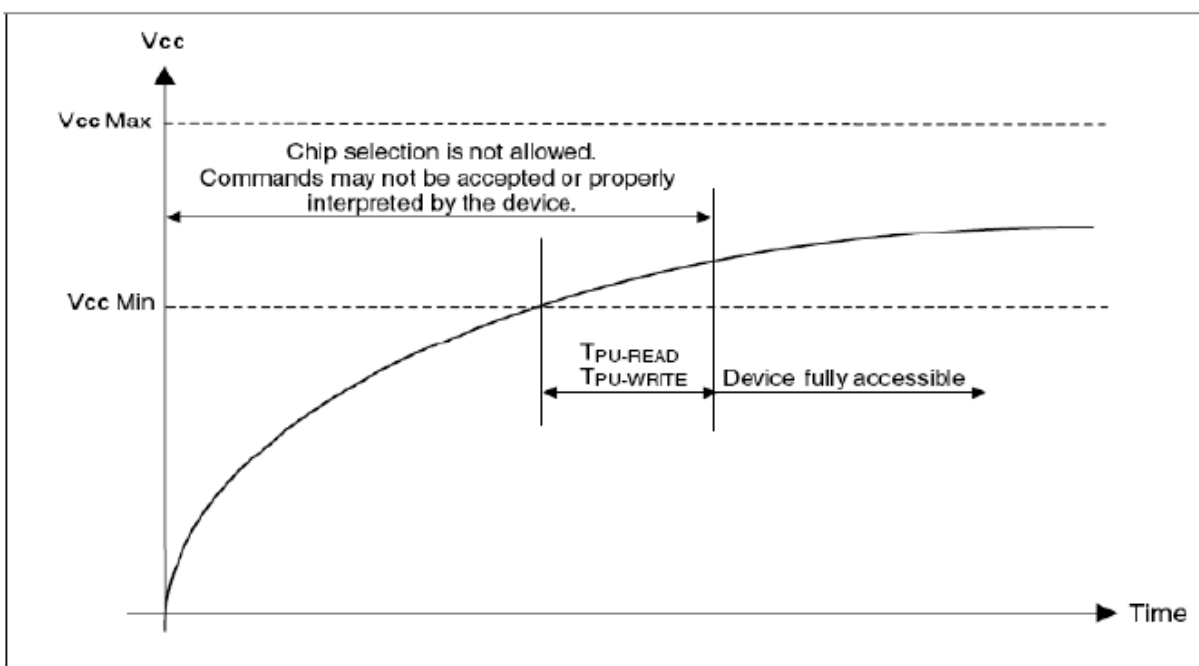 Vcc
Vcc Max
Chip selection is not allowed.
Commands may not be accepted or properly
interpreted by the device.
Vcc Min
TPU-READ
TPU-WRITE
Device fully accessible
Time